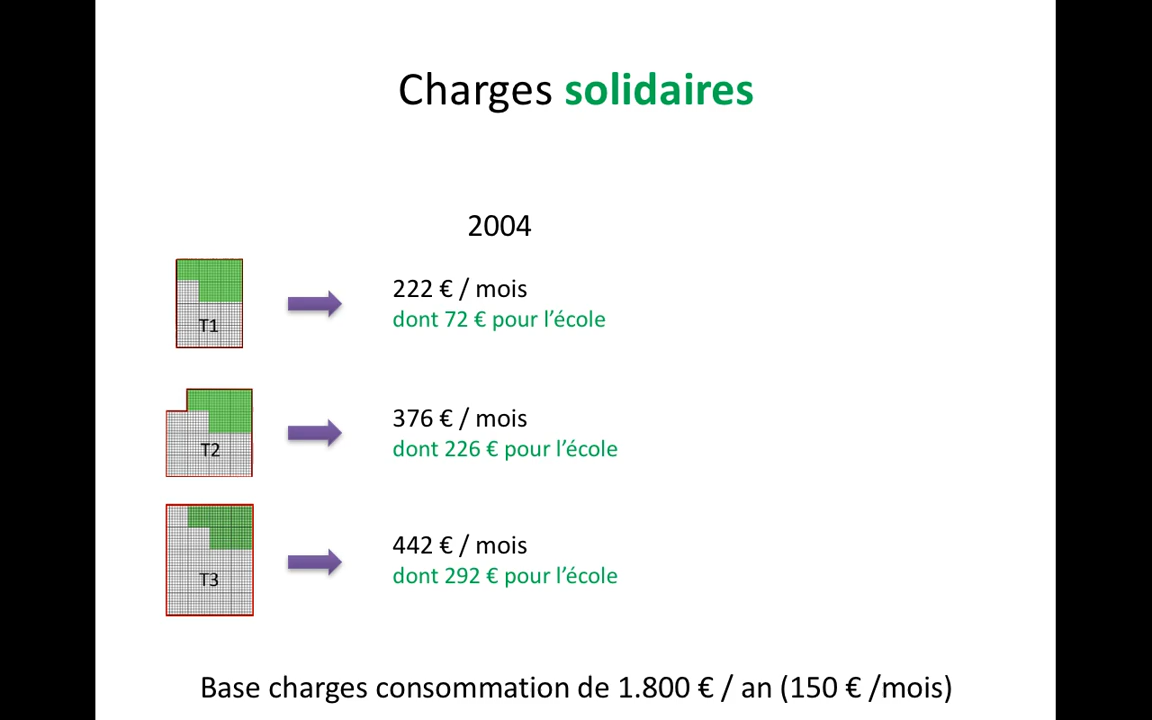 Charges solidaires
2004
222 € / mois
dont 72 € pour l’école
T1
376 € / mois
dont 226 € pour l’école
T2
442 € / mois
dont 292 € pour l’école
T3
Base charges consommation de 1.800 € / an (150 € /mois)